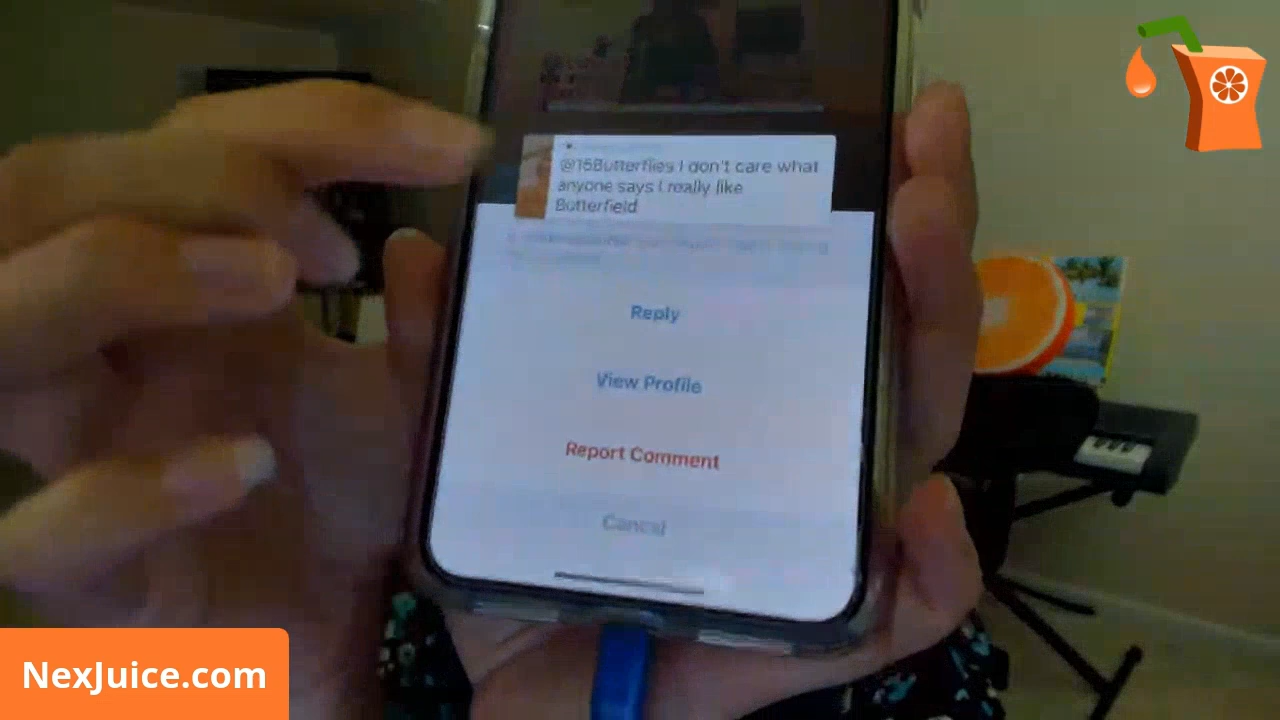 @15Butterflies I don't care what
anyone says I really like
Butterfield
Reply
View Profile
Report Comment
Cancel
NexJuice.com